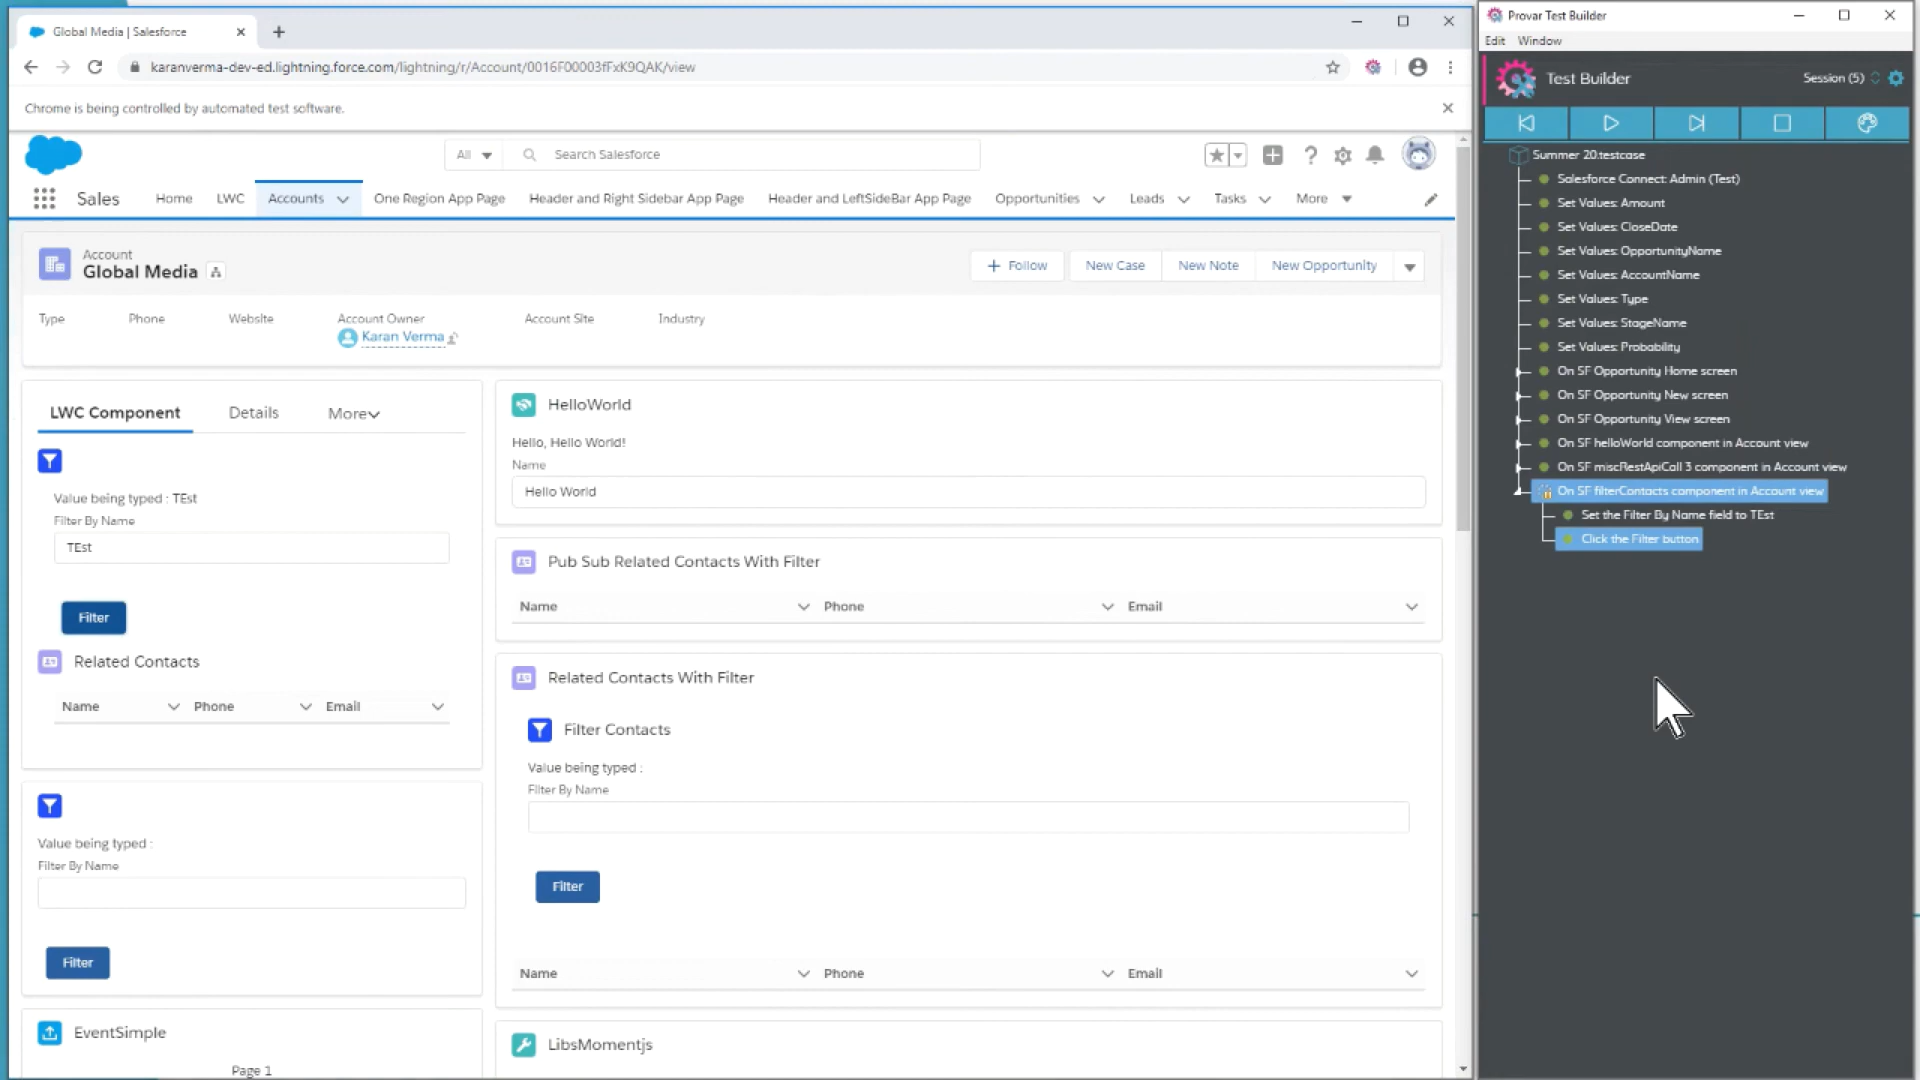 Global Media | Salesforce
karanverma-dev-ed.lightning.force.com/lightning/r/Account/0016F00003fFxK9QAK/view
Chrome is being controlled by automated test software.
All
Search Salesforce
Sales
Home
LWC
Accounts
One Region App Page
Header and Right Sidebar App Page
Header and LeftSideBar App Page
Opportunities
Leads
Tasks
More
Account
Global Media
Follow
New Case
New Note
New Opportunity
Type
Phone
Website
Account Owner
Account Site
Industry
Karan Verma
LWC Component
Details
More
Value being typed : TEst
Filter By Name
TEst
Filter
Related Contacts
Name
Phone
Email
Value being typed :
Filter By Name
Filter
EventSimple
Page 1
HelloWorld
Hello, Hello World!
Name
Hello World
Pub Sub Related Contacts With Filter
Name
Phone
Email
Related Contacts With Filter
Filter Contacts
Value being typed :
Filter By Name
Filter
Name
Phone
Email
LibsMomentjs
Provar Test Builder
Edit
Window
Test Builder
Session (5)
Summer 20.testcase
Salesforce Connect: Admin (Test)
Set Values: Amount
Set Values: CloseDate
Set Values: OpportunityName
Set Values: AccountName
Set Values: Type
Set Values: StageName
Set Values: Probability
On SF Opportunity Home screen
On SF Opportunity New screen
On SF Opportunity View screen
On SF helloWorld component in Account view
On SF miscRestApiCall 3 component in Account view
On SF filterContacts component in Account view
Set the Filter By Name field to TEst
Click the Filter button